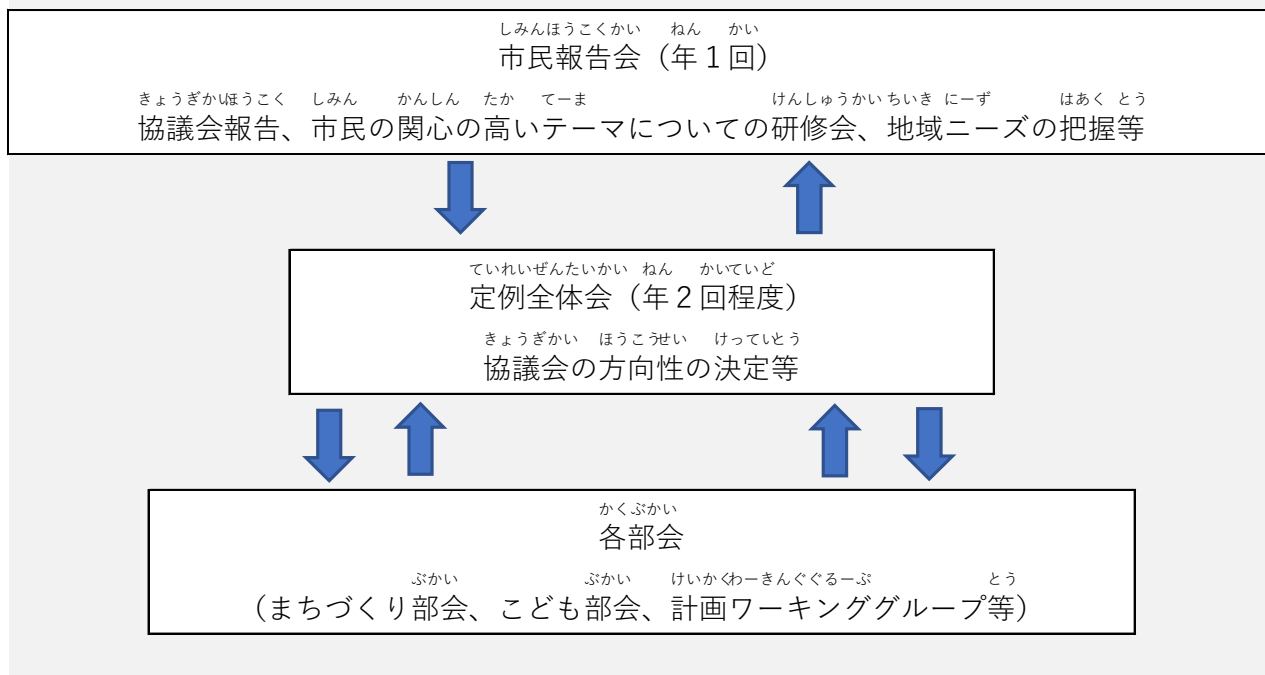 しみんほうこくかい ねん かい
市民報告会（年１回）
きょうぎかいほうこく しみん かんしん たか てーま けんしゅうかい ちいき にーず はあく とう
協議会報告、市民の関心の高いテーマについての研修会、地域ニーズの把握等
ていれいぜんたいかい ねん かいていど
定例全体会（年２回程度）
きょうぎかい ほうこうせい けっていとう
協議会の方向性の決定等
かくぶかい
各部会
ぶかい ぶかい けいかくわーきんぐぐるーぷ とう
（まちづくり部会、こども部会、計画ワーキンググループ等）